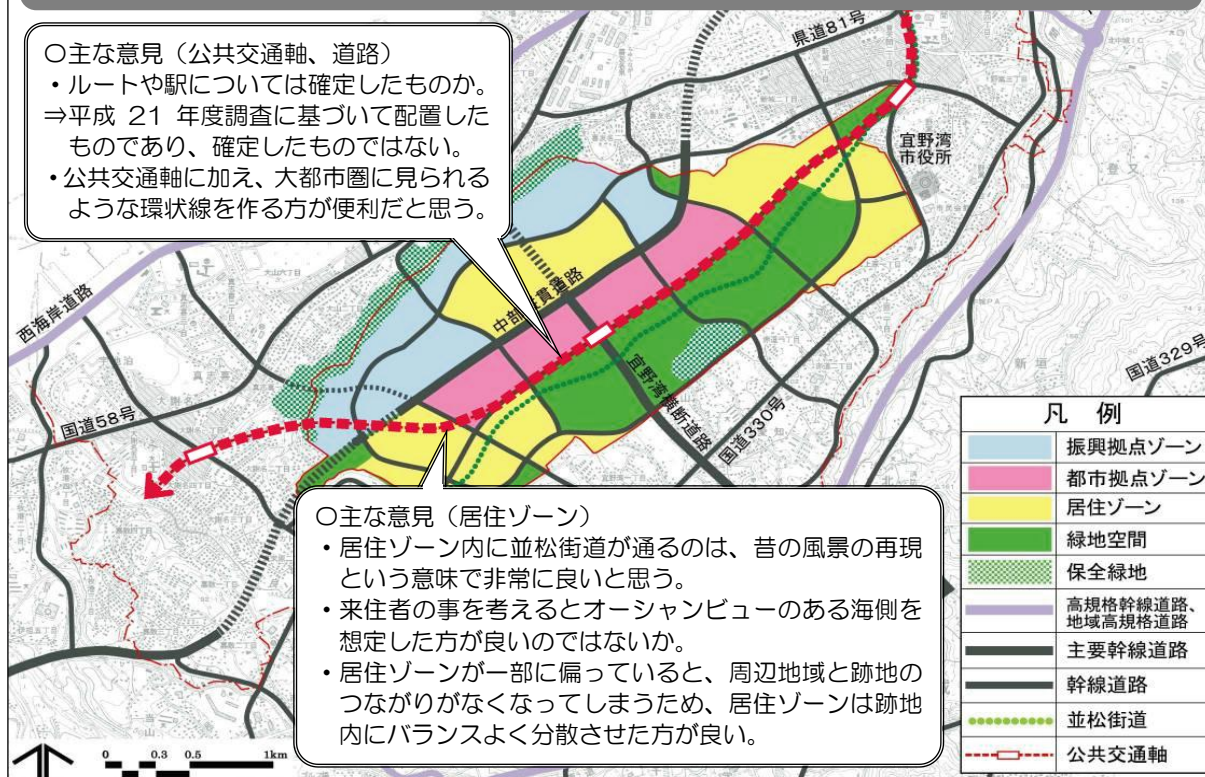 〇主な意見（公共交通軸、道路）
・ルートや駅については確定したものか。
⇒平成 21 年度調査に基づいて配置した
ものであり、確定したものではない。
・公共交通軸に加え、大都市圏に見られる
ような環状線を作る方が便利だと思う。
県道81号
宜野湾
市役所
西海岸道路
中部縦貫道路
宜野湾横断道路
国道58号
国道330号
国道329号
〇主な意見（居住ゾーン）
・居住ゾーン内に並松街道が通るのは、昔の風景の再現
という意味で非常に良いと思う。
・来住者の事を考えるとオーシャンビューのある海側を
想定した方が良いのではないか。
・居住ゾーンが一部に偏っていると、周辺地域と跡地の
つながりがなくなってしまうため、居住ゾーンは跡地
内にバランスよく分散させた方が良い。
凡 例
振興拠点ゾーン
都市拠点ゾーン
居住ゾーン
緑地空間
保全緑地
高規格幹線道路、
地域高規格道路
主要幹線道路
幹線道路
並松街道
公共交通軸
0 0.3 0.5 1km